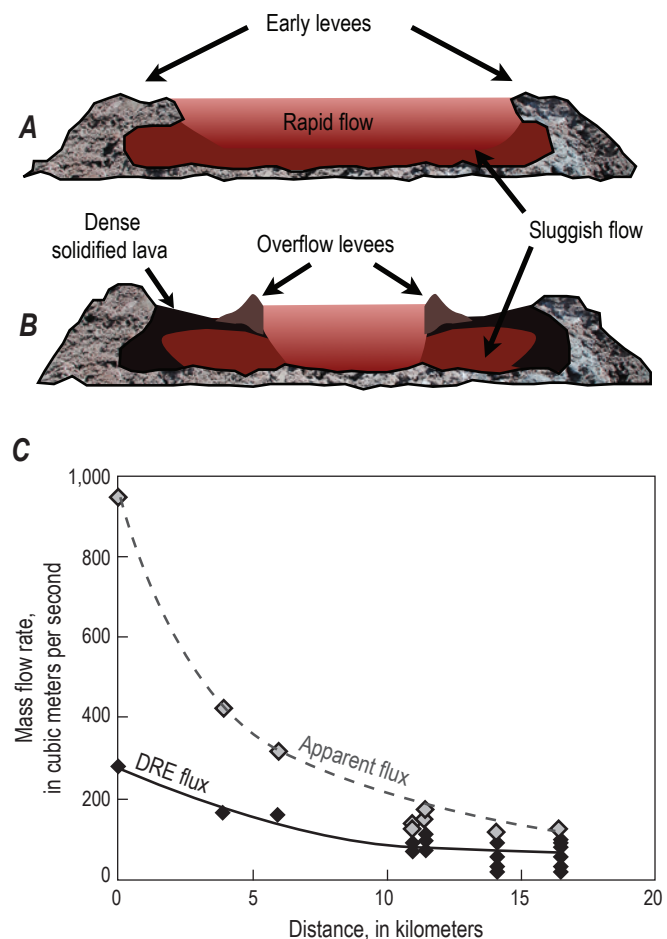 Early levees
A
Rapid flow
Dense
solidified lava
Overflow levees
Sluggish flow
B
C
Mass flow rate,
in cubic meters per second
1,000
800
600
400
200
0
Apparent flux
DRE flux
0 5 10 15 20
Distance, in kilometers